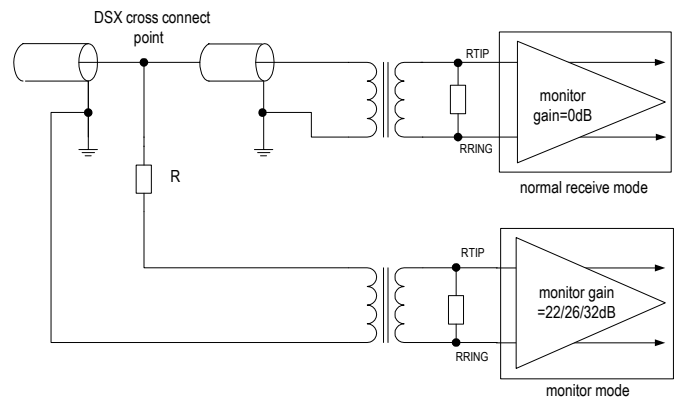 DSX cross connect
point
RTIP
monitor
gain=0dB
RRING
normal receive mode
R
RTIP
monitor gain
=22/26/32dB
RRING
monitor mode